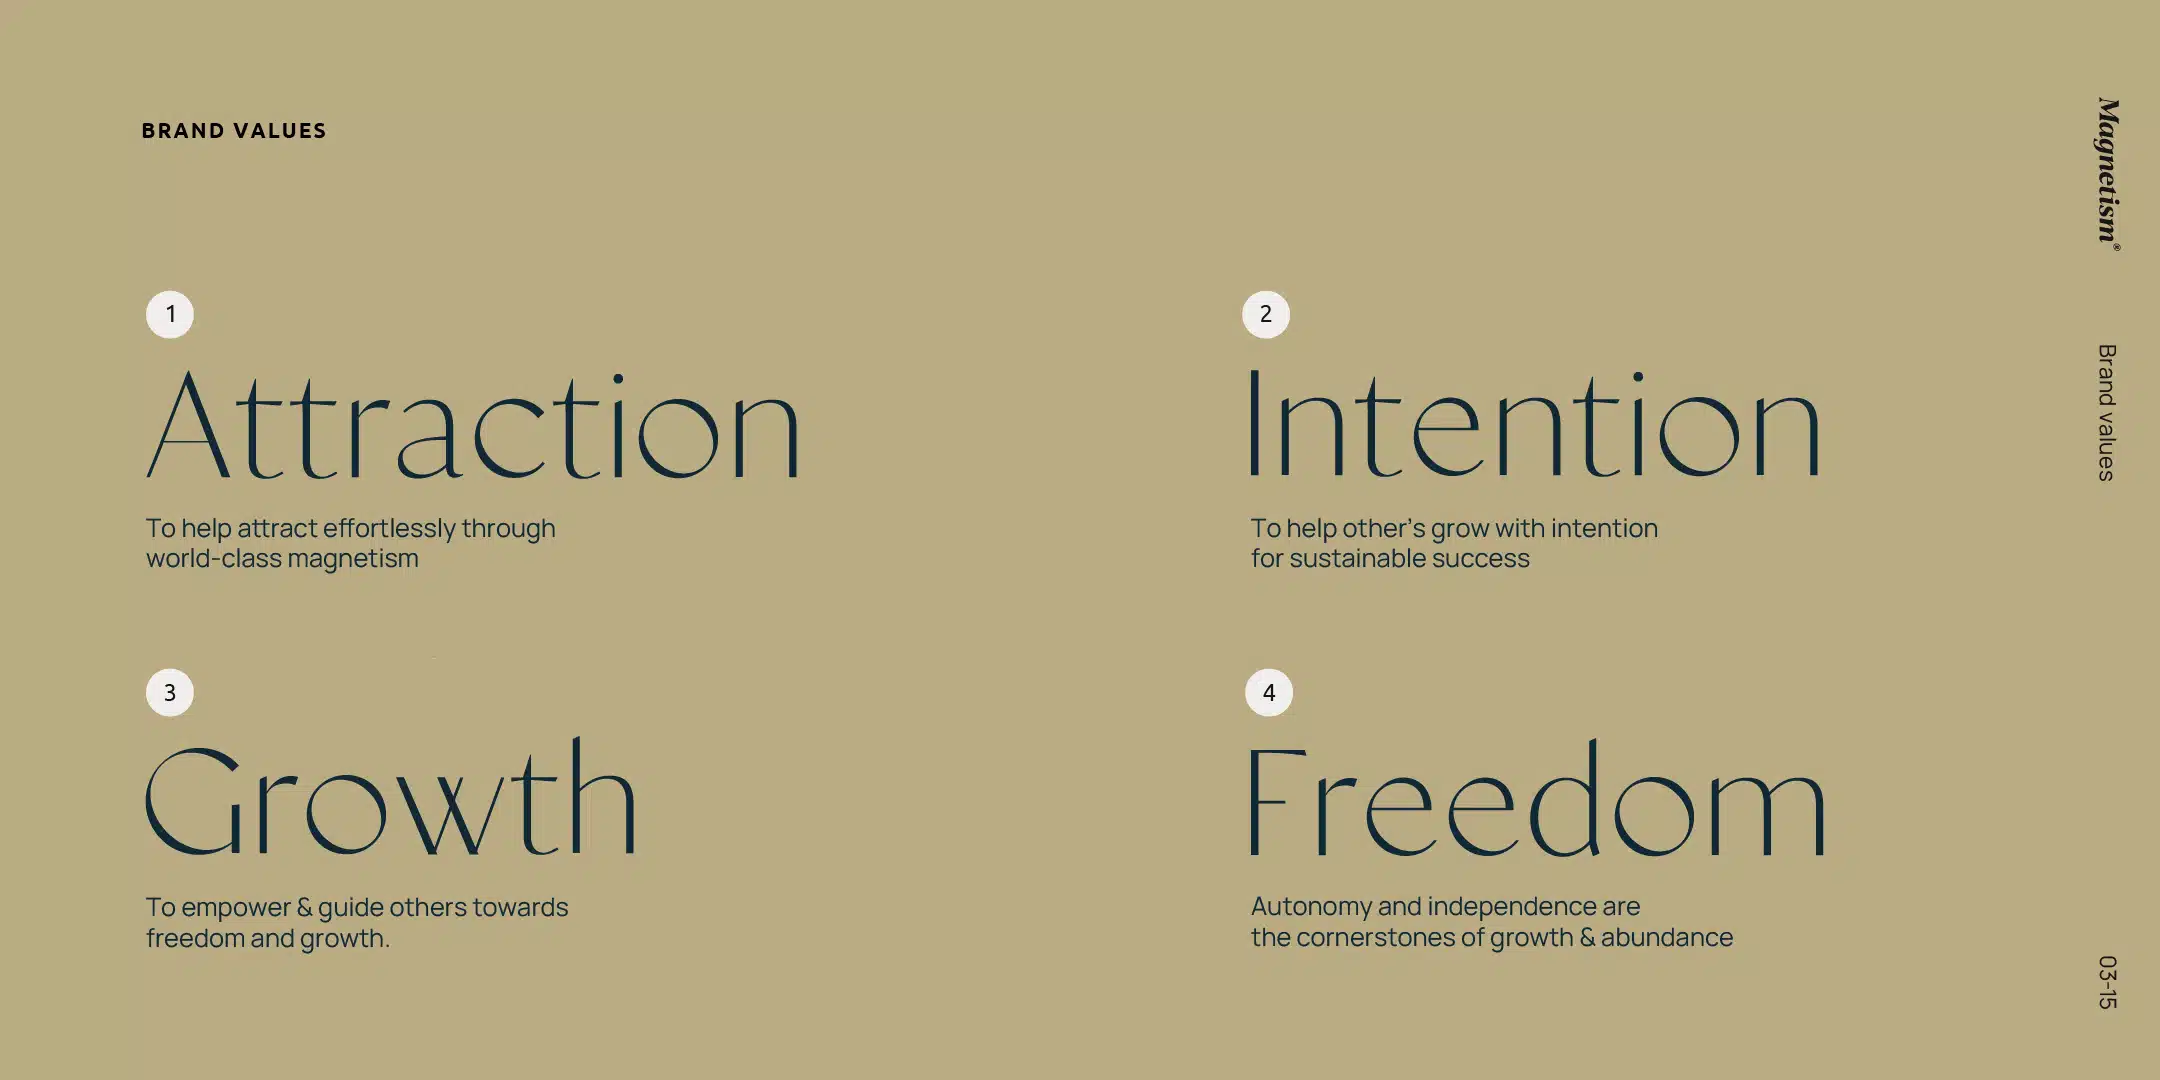 BRAND VALUES
1
Attraction
To help attract effortlessly through
world-class magnetism
2
Intention
To help other’s grow with intention
for sustainable success
3
Growth
To empower & guide others towards
freedom and growth.
4
Freedom
Autonomy and independence are
the cornerstones of growth & abundance
Magnetism®
Brand values
03-15